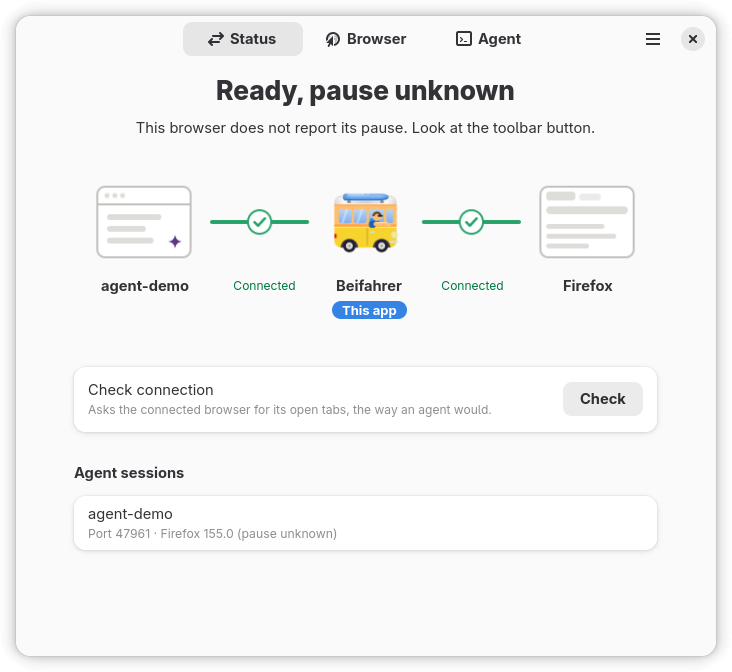 Status
Browser
Agent
Ready, pause unknown
This browser does not report its pause. Look at the toolbar button.
agent-demo
Connected
Beifahrer
This app
Connected
Firefox
Check connection
Asks the connected browser for its open tabs, the way an agent would.
Check
Agent sessions
agent-demo
Port 47961 · Firefox 155.0 (pause unknown)